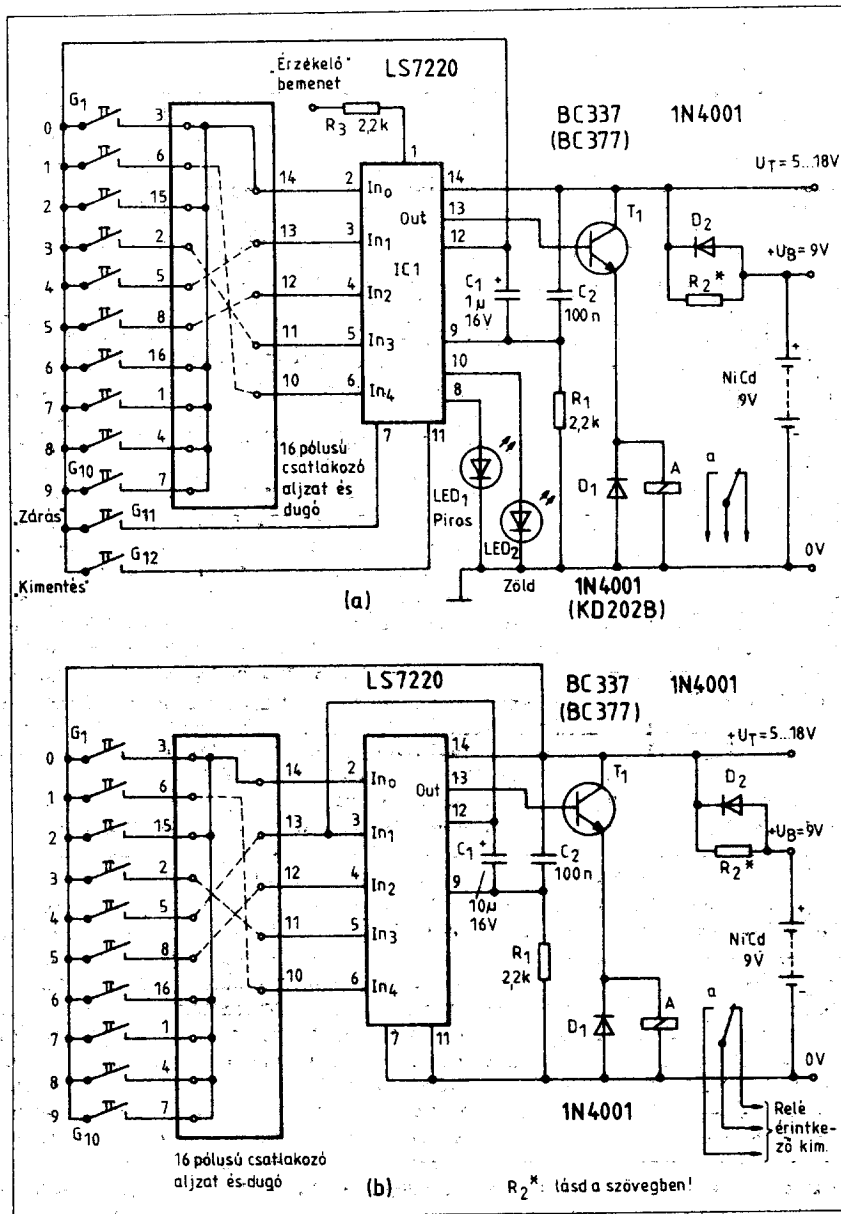 LS7220
„Érzékelő"
bemenet
R3 2,2k
BC337
(BC377)
1N4001
UT = 5...18V
G1
0
1
2
3
4
5
6
7
8
9
3
6
15
2
5
8
16
1
4
7
G10
„Zárás"
G11
G12
„Kimentés"
14
13
12
11
10
16 pólusú
csatlakozó
aljzat és
dugó
1
2 In0
3 In1
4 In2
5 In3
6 In4
Out
IC1
14
13
12
9
10
8
7
11
C1 +
1µ
16V
C2
100n
T1
D2
R2*
+UB = 9V
+
NiCd
9V
-
R1
2,2k
LED1
Piros
LED2
Zöld
D1
A
a
0V
1N4001
(KD202B)
(a)
LS7220
BC337
(BC377)
1N4001
+UT = 5...18V
G1
0
1
2
3
4
5
6
7
8
9
G10
3
6
15
2
5
8
16
1
4
7
14
13
12
11
10
2 In0
3 In1
4 In2
5 In3
6 In4
Out
14
13
12
9
7
11
C1 +
10µ
16V
C2
100n
T1
D2
R2*
+UB = 9V
+
NiCd
9V
-
R1
2,2k
D1
A
a
0V
1N4001
Relé
érintke-
ző kim.
16 pólusú csatlakozó
aljzat és dugó
(b)
R2*: lásd a szövegben!